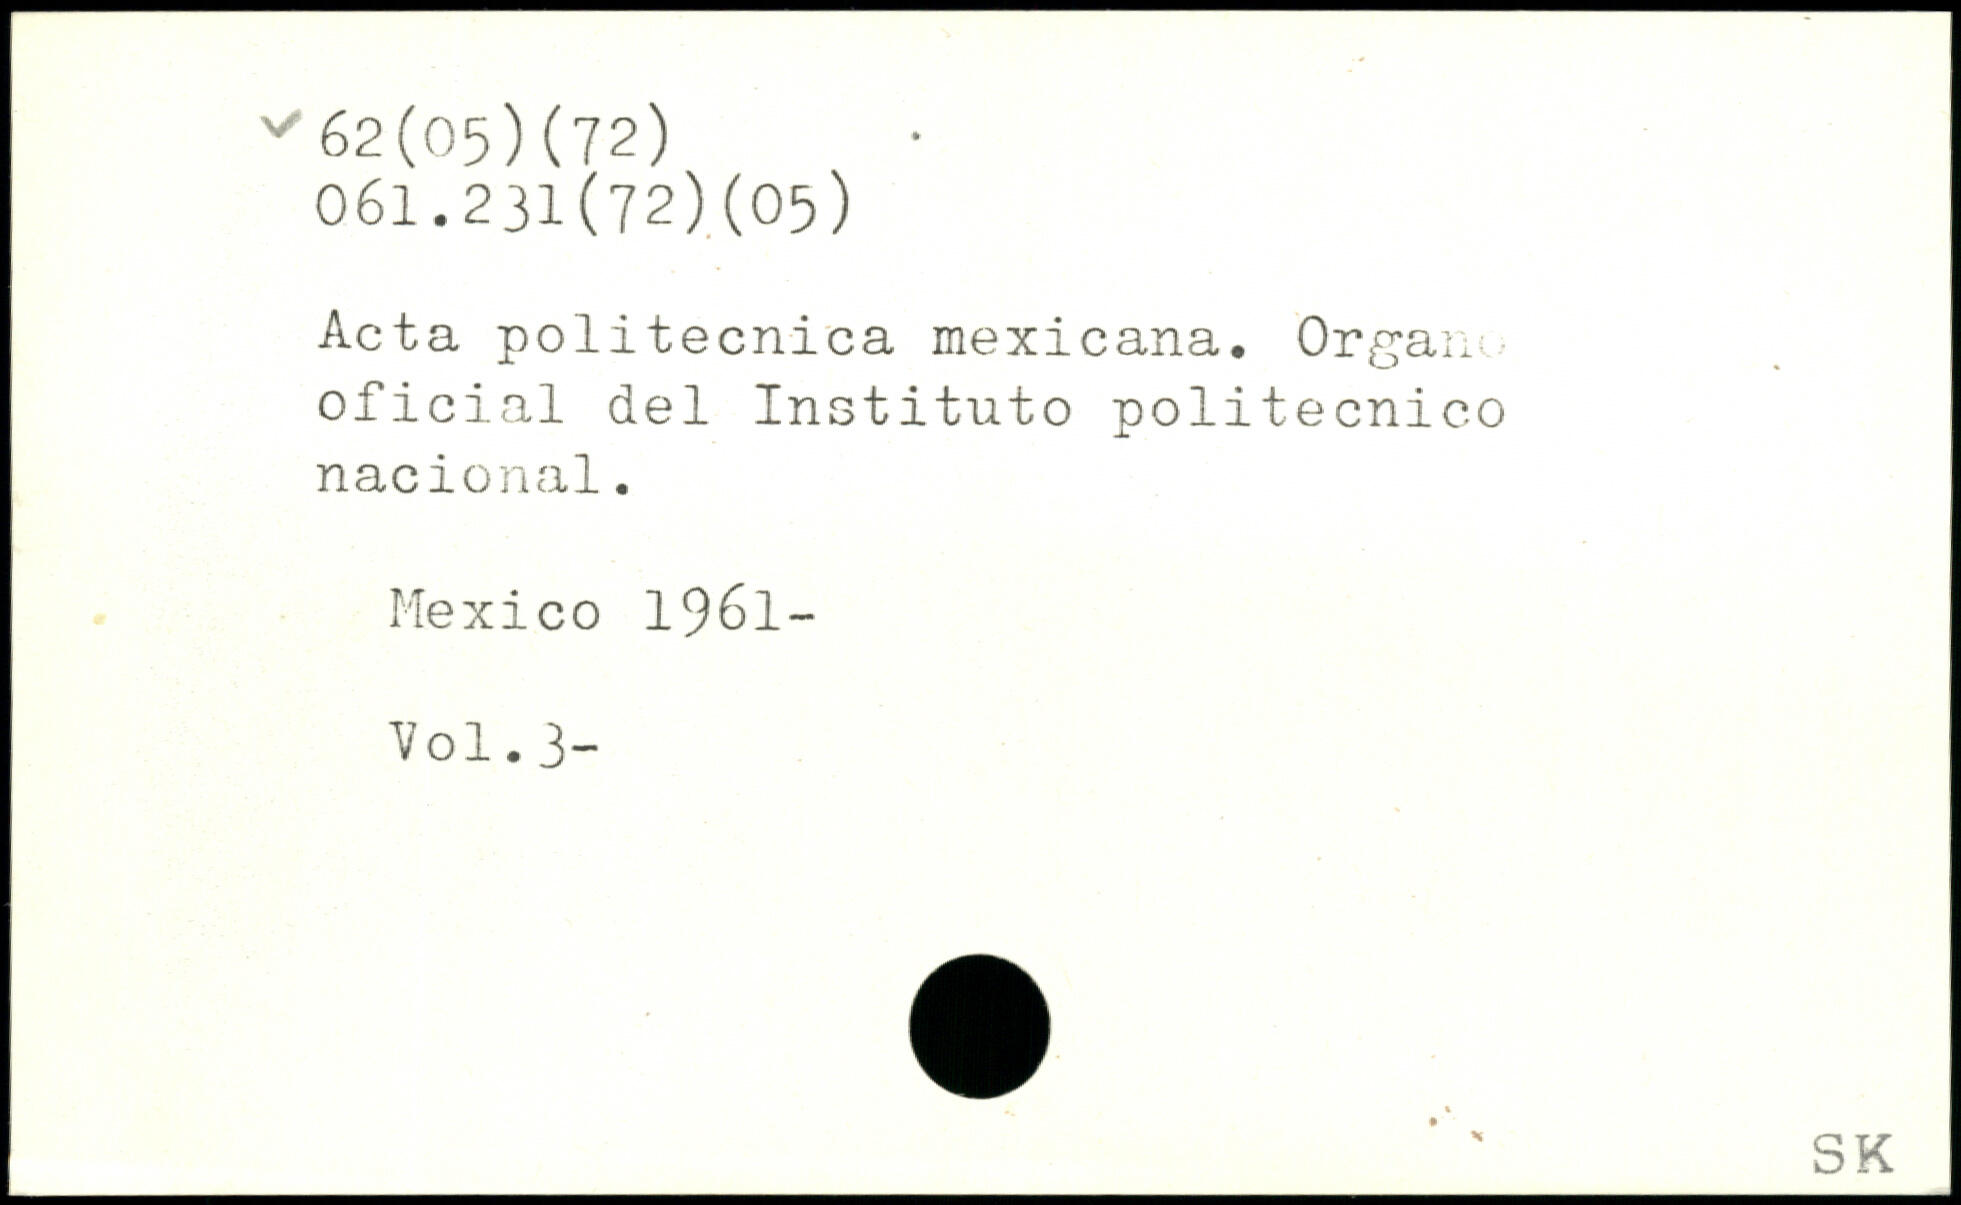 62(05)(72)
061.231(72)(05)
Acta politecnica mexicana. Organo
oficial del Instituto politecnico
nacional.
Mexico 1961-
Vol.3-
SK